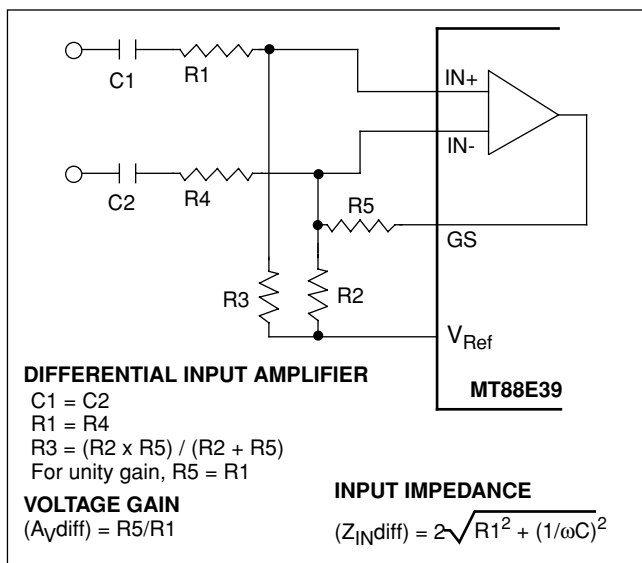 C1
R1
IN+
IN-
C2
R4
R5
GS
R3
R2
VRef
MT88E39
DIFFERENTIAL INPUT AMPLIFIER
C1 = C2
R1 = R4
R3 = (R2 x R5) / (R2 + R5)
For unity gain, R5 = R1
VOLTAGE GAIN
(AVdiff) = R5/R1
INPUT IMPEDANCE
(ZINdiff) = 2√R1² + (1/ωC)²